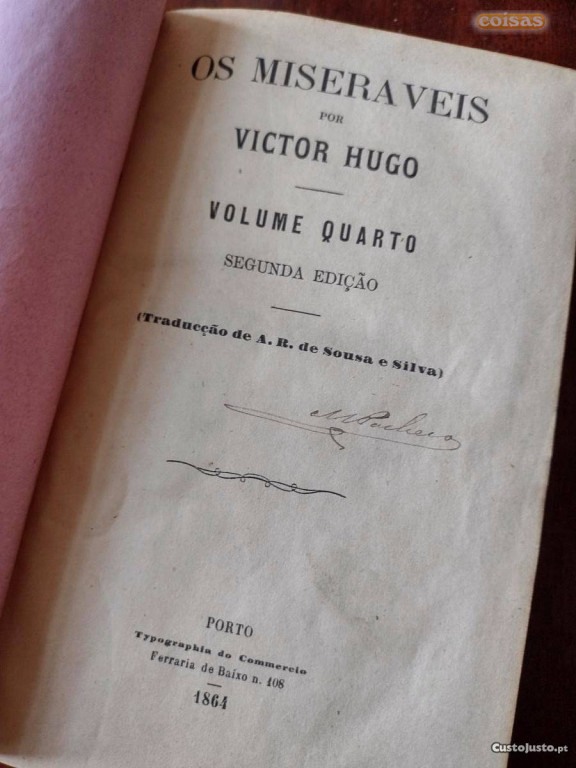 coisas
OS MISERAVEIS
POR
VICTOR HUGO
VOLUME QUARTO
SEGUNDA EDIÇÃO
(Traducção de A. R. de Sousa e Silva)
PORTO
Typographia do Commercio
Ferraria de Baixo n. 108
1864
CustoJusto.pt